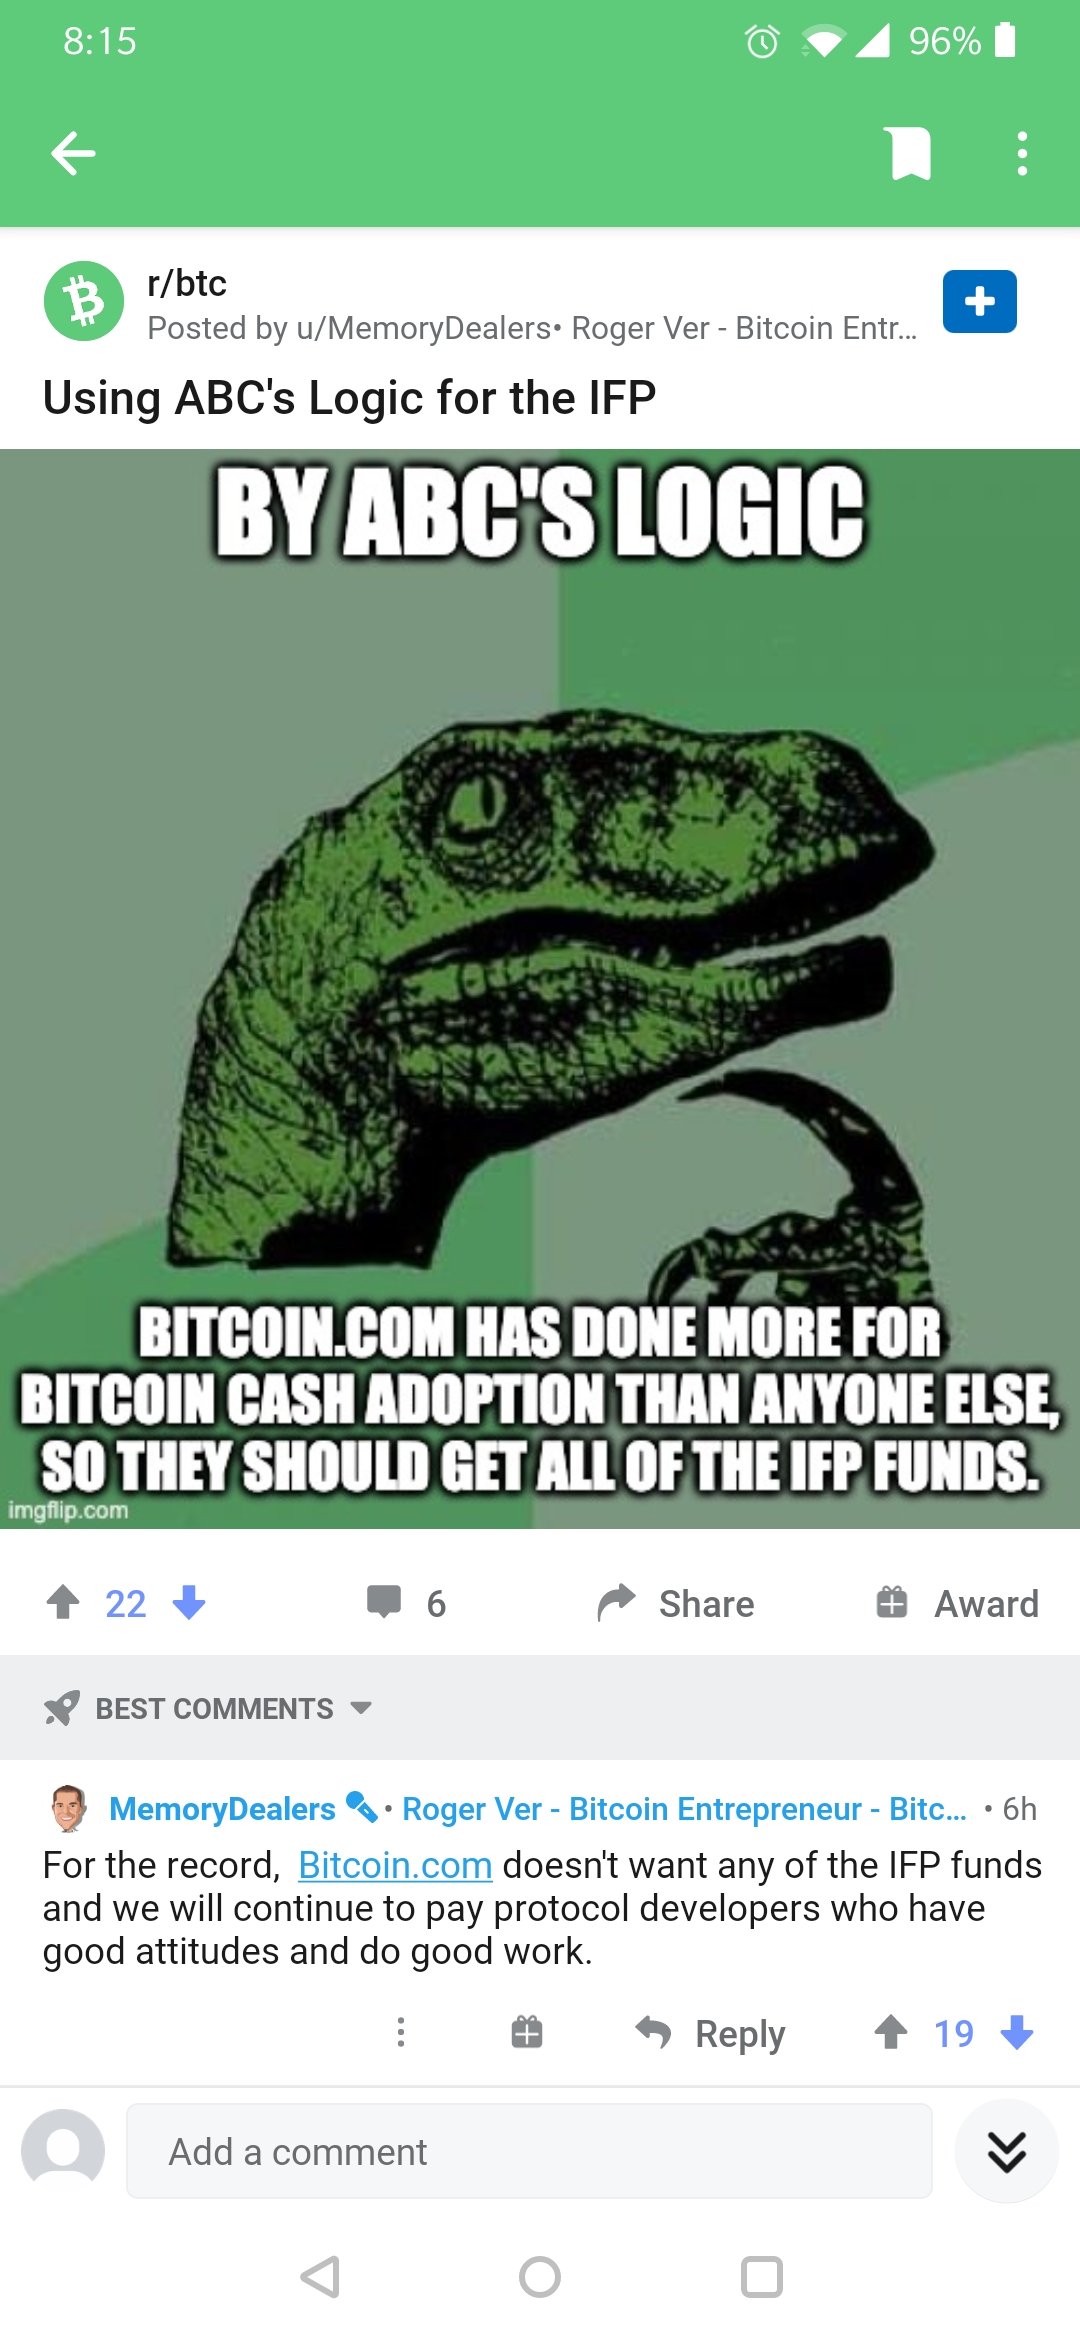 8:15
96%
r/btc
Posted by u/MemoryDealers• Roger Ver - Bitcoin Entr...
Using ABC's Logic for the IFP
BY ABC'S LOGIC
BITCOIN.COM HAS DONE MORE FOR
BITCOIN CASH ADOPTION THAN ANYONE ELSE,
SO THEY SHOULD GET ALL OF THE IFP FUNDS.
imgflip.com
22
6
Share
Award
BEST COMMENTS
MemoryDealers • Roger Ver - Bitcoin Entrepreneur - Bitc... • 6h
For the record, Bitcoin.com doesn't want any of the IFP funds
and we will continue to pay protocol developers who have
good attitudes and do good work.
Reply
19
Add a comment